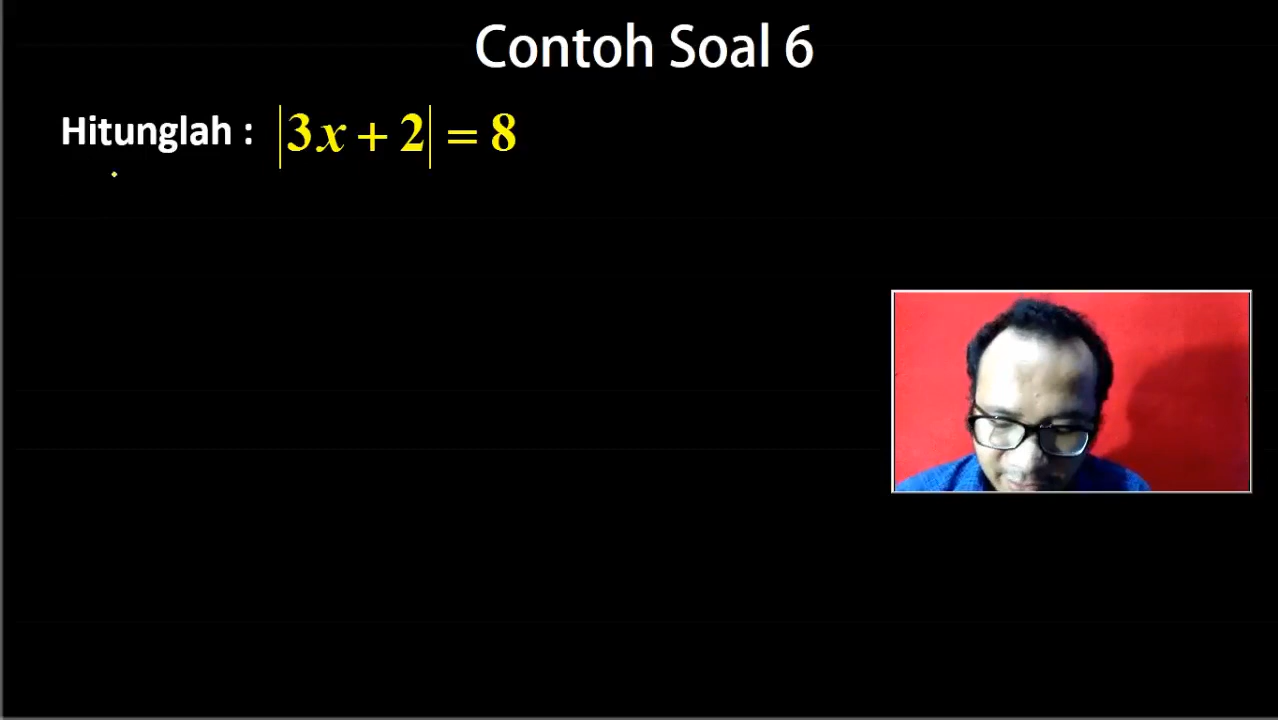 Contoh Soal 6
Hitunglah : |3x + 2| = 8